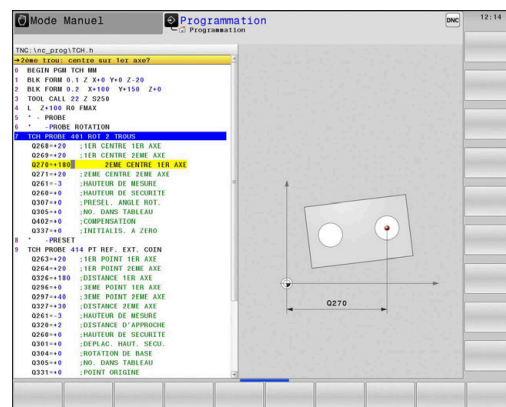 Mode Manuel
Programmation
Programmation
DNC
12:14
TNC:\nc_prog\TCH.h
→2ème trou: centre sur 1er axe?
0 BEGIN PGM TCH MM
1 BLK FORM 0.1 Z X+0 Y+0 Z-20
2 BLK FORM 0.2 X+100 Y+150 Z+0
3 TOOL CALL 22 Z S250
4 L Z+100 R0 FMAX
5 * - PROBE
6 * -PROBE ROTATION
7 TCH PROBE 401 ROT 2 TROUS
Q268=+20 ;1ER CENTRE 1ER AXE
Q269=+20 ;1ER CENTRE 2EME AXE
Q270=+180 2EME CENTRE 1ER AXE
Q271=+20 ;2EME CENTRE 2EME AXE
Q261=-3 ;HAUTEUR DE MESURE
Q260=+0 ;HAUTEUR DE SECURITE
Q307=+0 ;PRESEL. ANGLE ROT.
Q305=+0 ;NO. DANS TABLEAU
Q402=+0 ;COMPENSATION
Q337=+0 ;INITIALIS. A ZERO
8 * -PRESET
9 TCH PROBE 414 PT REF. EXT. COIN
Q263=+20 ;1ER POINT 1ER AXE
Q264=+20 ;1ER POINT 2EME AXE
Q326=+180 ;DISTANCE 1ER AXE
Q296=+0 ;3EME POINT 1ER AXE
Q297=+40 ;3EME POINT 2EME AXE
Q327=+30 ;DISTANCE 2EME AXE
Q261=-3 ;HAUTEUR DE MESURE
Q320=+2 ;DISTANCE D'APPROCHE
Q260=+0 ;HAUTEUR DE SECURITE
Q301=+0 ;DEPLAC. HAUT. SECU.
Q304=+0 ;ROTATION DE BASE
Q305=+0 ;NO. DANS TABLEAU
Q331=+0 ;POINT ORIGINE
Q270